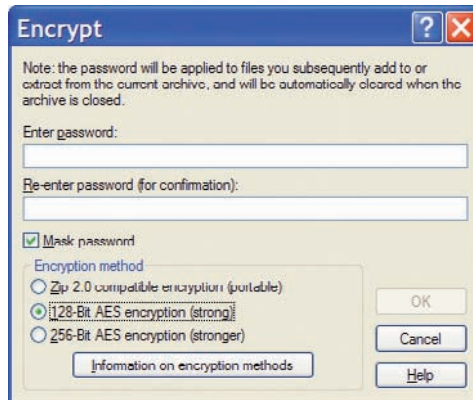 Encrypt
Note: the password will be applied to files you subsequently add to or
extract from the current archive, and will be automatically cleared when the
archive is closed.
Enter password:
Re-enter password (for confirmation):
Mask password
Encryption method
Zip 2.0 compatible encryption (portable)
128-Bit AES encryption (strong)
256-Bit AES encryption (stronger)
Information on encryption methods
OK
Cancel
Help